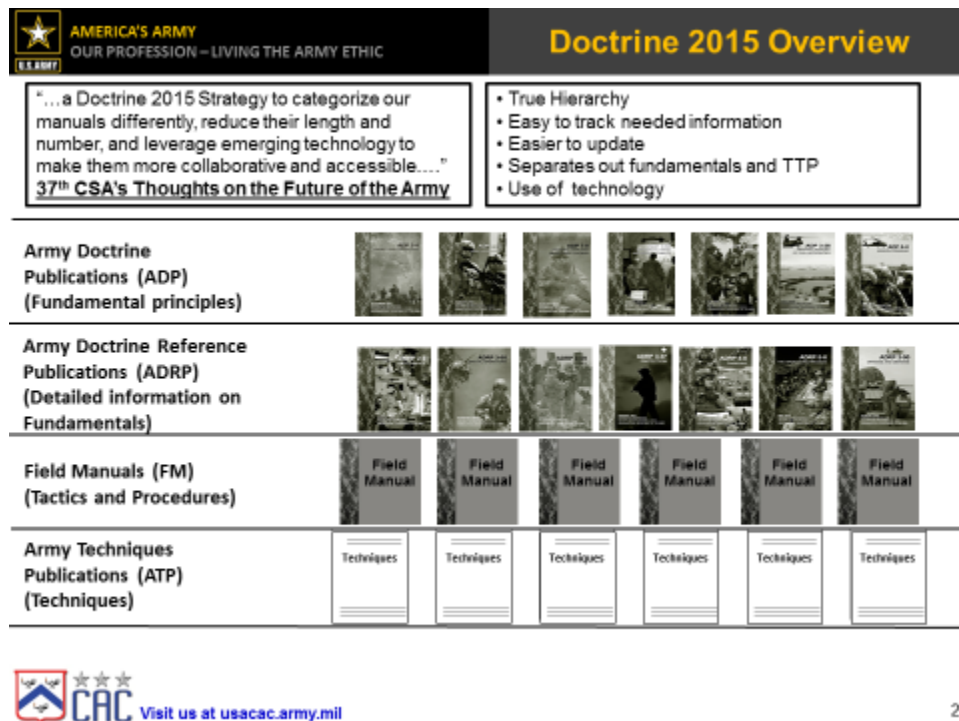 AMERICA'S ARMY
OUR PROFESSION – LIVING THE ARMY ETHIC
U.S.ARMY
Doctrine 2015 Overview
"…a Doctrine 2015 Strategy to categorize our
manuals differently, reduce their length and
number, and leverage emerging technology to
make them more collaborative and accessible…."
37th CSA's Thoughts on the Future of the Army
• True Hierarchy
• Easy to track needed information
• Easier to update
• Separates out fundamentals and TTP
• Use of technology
Army Doctrine
Publications (ADP)
(Fundamental principles)
Army Doctrine Reference
Publications (ADRP)
(Detailed information on
Fundamentals)
Field Manuals (FM)
(Tactics and Procedures)
Field Manual
Field Manual
Field Manual
Field Manual
Field Manual
Field Manual
Army Techniques
Publications (ATP)
(Techniques)
Techniques
Techniques
Techniques
Techniques
Techniques
Techniques
CAC
Visit us at usacac.army.mil
2